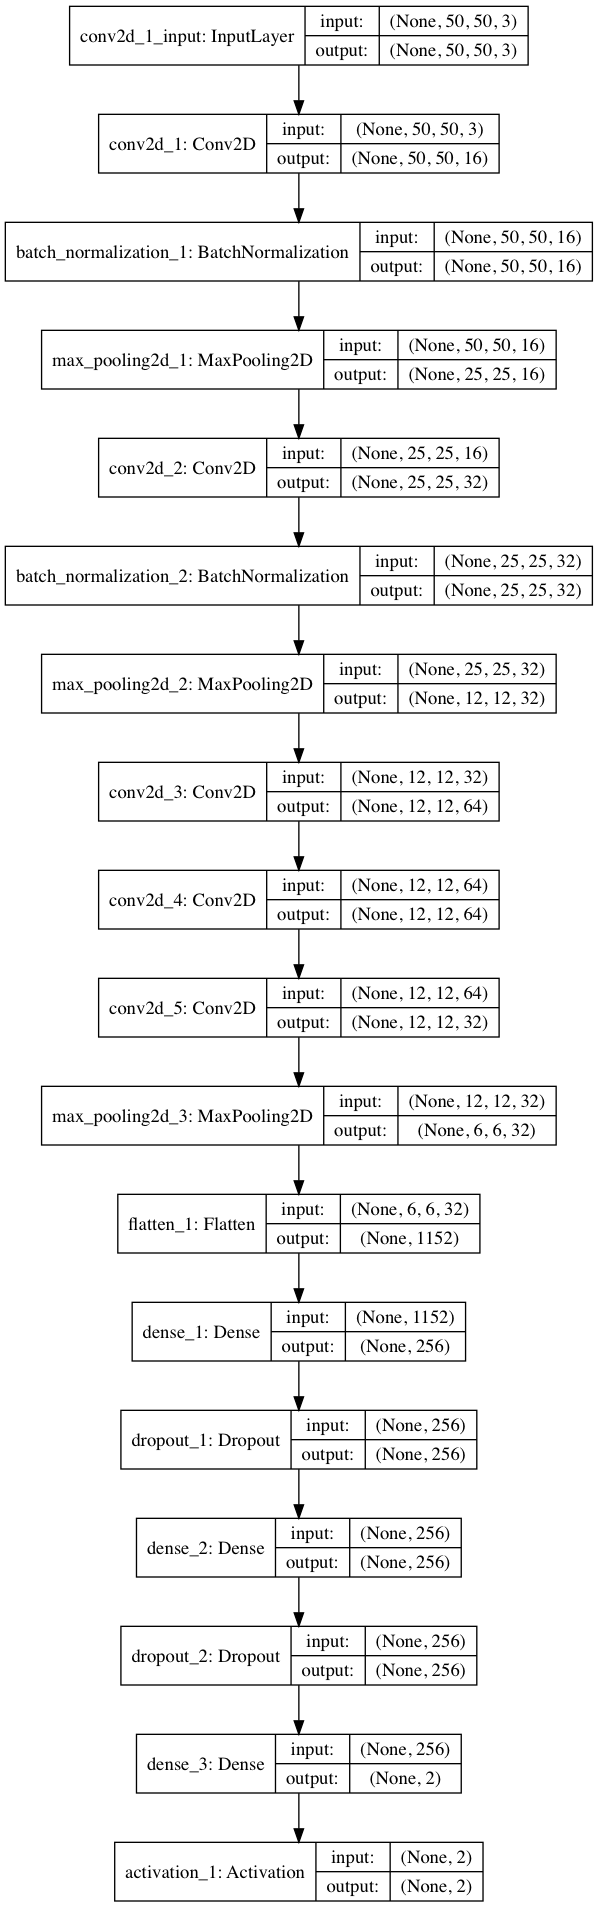 conv2d_1_input: InputLayer
input: (None, 50, 50, 3)
output: (None, 50, 50, 3)
conv2d_1: Conv2D
input: (None, 50, 50, 3)
output: (None, 50, 50, 16)
batch_normalization_1: BatchNormalization
input: (None, 50, 50, 16)
output: (None, 50, 50, 16)
max_pooling2d_1: MaxPooling2D
input: (None, 50, 50, 16)
output: (None, 25, 25, 16)
conv2d_2: Conv2D
input: (None, 25, 25, 16)
output: (None, 25, 25, 32)
batch_normalization_2: BatchNormalization
input: (None, 25, 25, 32)
output: (None, 25, 25, 32)
max_pooling2d_2: MaxPooling2D
input: (None, 25, 25, 32)
output: (None, 12, 12, 32)
conv2d_3: Conv2D
input: (None, 12, 12, 32)
output: (None, 12, 12, 64)
conv2d_4: Conv2D
input: (None, 12, 12, 64)
output: (None, 12, 12, 64)
conv2d_5: Conv2D
input: (None, 12, 12, 64)
output: (None, 12, 12, 32)
max_pooling2d_3: MaxPooling2D
input: (None, 12, 12, 32)
output: (None, 6, 6, 32)
flatten_1: Flatten
input: (None, 6, 6, 32)
output: (None, 1152)
dense_1: Dense
input: (None, 1152)
output: (None, 256)
dropout_1: Dropout
input: (None, 256)
output: (None, 256)
dense_2: Dense
input: (None, 256)
output: (None, 256)
dropout_2: Dropout
input: (None, 256)
output: (None, 256)
dense_3: Dense
input: (None, 256)
output: (None, 2)
activation_1: Activation
input: (None, 2)
output: (None, 2)